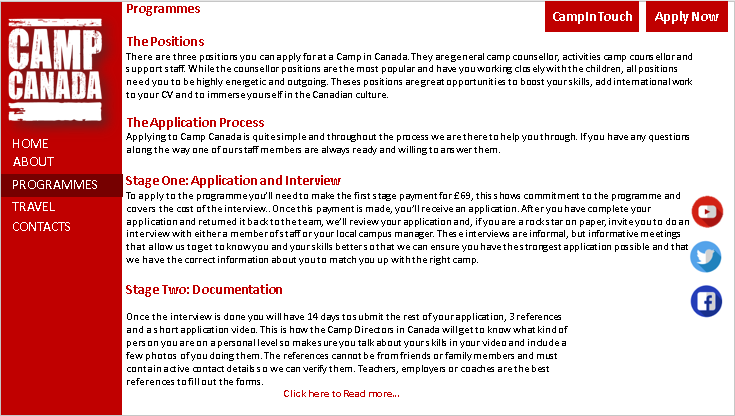 Programmes
CampInTouch
Apply Now
CAMP
CANADA
HOME
ABOUT
PROGRAMMES
TRAVEL
CONTACTS
The Positions
There are three positions you can apply for at a Camp in Canada. They are general camp counsellor, activities camp counsellor and
support staff. While the counsellor positions are the most popular and have you working closely with the children, all positions
need you to be highly energetic and outgoing. Theses positions are great opportunities to boost your skills, add international work
to your CV and to immerse yourself in the Canadian culture.
The Application Process
Applying to Camp Canada is quite simple and throughout the process we are there to help you through. If you have any questions
along the way one of our staff members are always ready and willing to answer them.
Stage One: Application and Interview
To apply to the programme you'll need to make the first stage payment for £69, this shows commitment to the programme and
covers the cost of the interview. . Once this payment is made, you'll receive an application. After you have complete your
application and returned it back to the team, we'll review your application and, if you are a rockstar on paper, invite you to do an
interview with either a member of staff or your local campus manager. These interviews are informal, but informative meetings
that allow us to get to know you and your skills better so that we can ensure you have the strongest application possible and that
we have the correct information about you to match you up with the right camp.
Stage Two: Documentation
Once the interview is done you will have 14 days to submit the rest of your application, 3 references
and a short application video. This is how the Camp Directors in Canada will get to know what kind of
person you are on a personal level so make sure you talk about your skills in your video and include a
few photos of you doing them. The references cannot be from friends or family members and must
contain active contact details so we can verify them. Teachers, employers or coaches are the best
references to fill out the forms.
Click here to Read more...